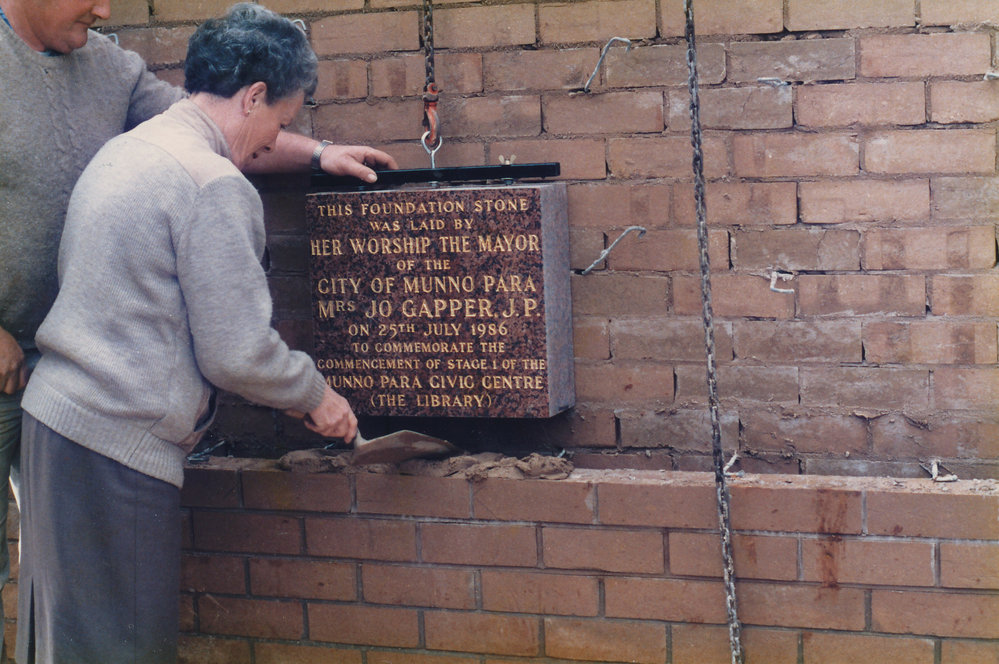 THIS FOUNDATION STONE
WAS LAID BY
HER WORSHIP THE MAYOR
OF THE
CITY OF MUNNO PARA
MRS JO GAPPER, J.P.
ON 25TH JULY 1986
TO COMMEMORATE THE
COMMENCEMENT OF STAGE 1 OF THE
MUNNO PARA CIVIC CENTRE
(THE LIBRARY)